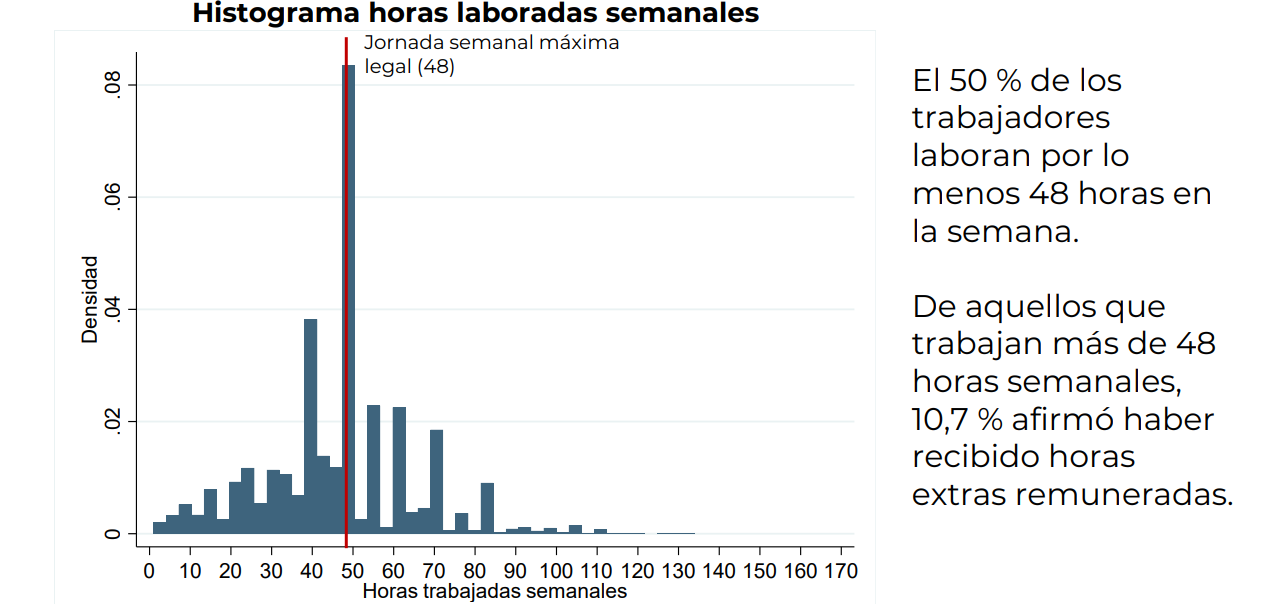 Histograma horas laboradas semanales
Jornada semanal máxima
legal (48)
.08
.06
.04
.02
0
Densidad
0 10 20 30 40 50 60 70 80 90 100 110 120 130 140 150 160 170
Horas trabajadas semanales
El 50 % de los
trabajadores
laboran por lo
menos 48 horas en
la semana.
De aquellos que
trabajan más de 48
horas semanales,
10,7 % afirmó haber
recibido horas
extras remuneradas.